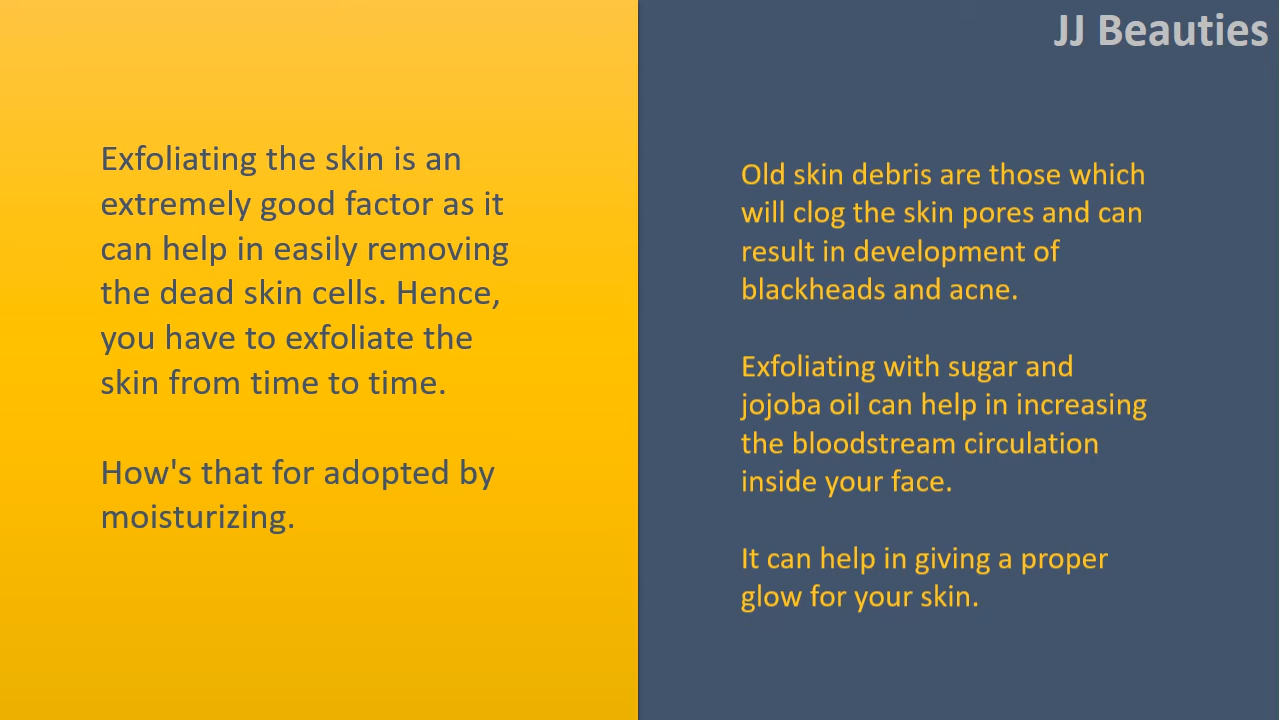 JJ Beauties
Exfoliating the skin is an
extremely good factor as it
can help in easily removing
the dead skin cells. Hence,
you have to exfoliate the
skin from time to time.
How's that for adopted by
moisturizing.
Old skin debris are those which
will clog the skin pores and can
result in development of
blackheads and acne.
Exfoliating with sugar and
jojoba oil can help in increasing
the bloodstream circulation
inside your face.
It can help in giving a proper
glow for your skin.